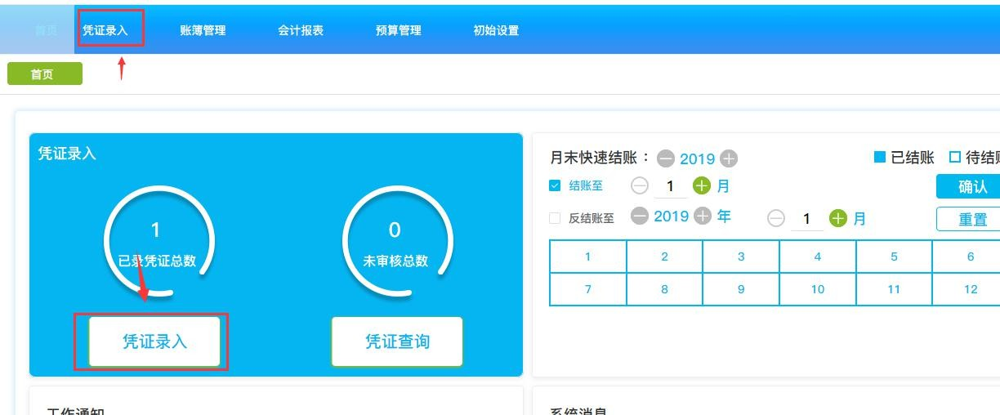 首页 凭证录入 账簿管理 会计报表 预算管理 初始设置
首页
凭证录入
1
已录凭证总数
0
未审核总数
凭证录入 凭证查询
月末快速结账： 2019 已结账 待结账
结账至 1 月 确认
反结账至 2019 年 1 月 重置
1 2 3 4 5 6
7 8 9 10 11 12
工作通知 系统消息